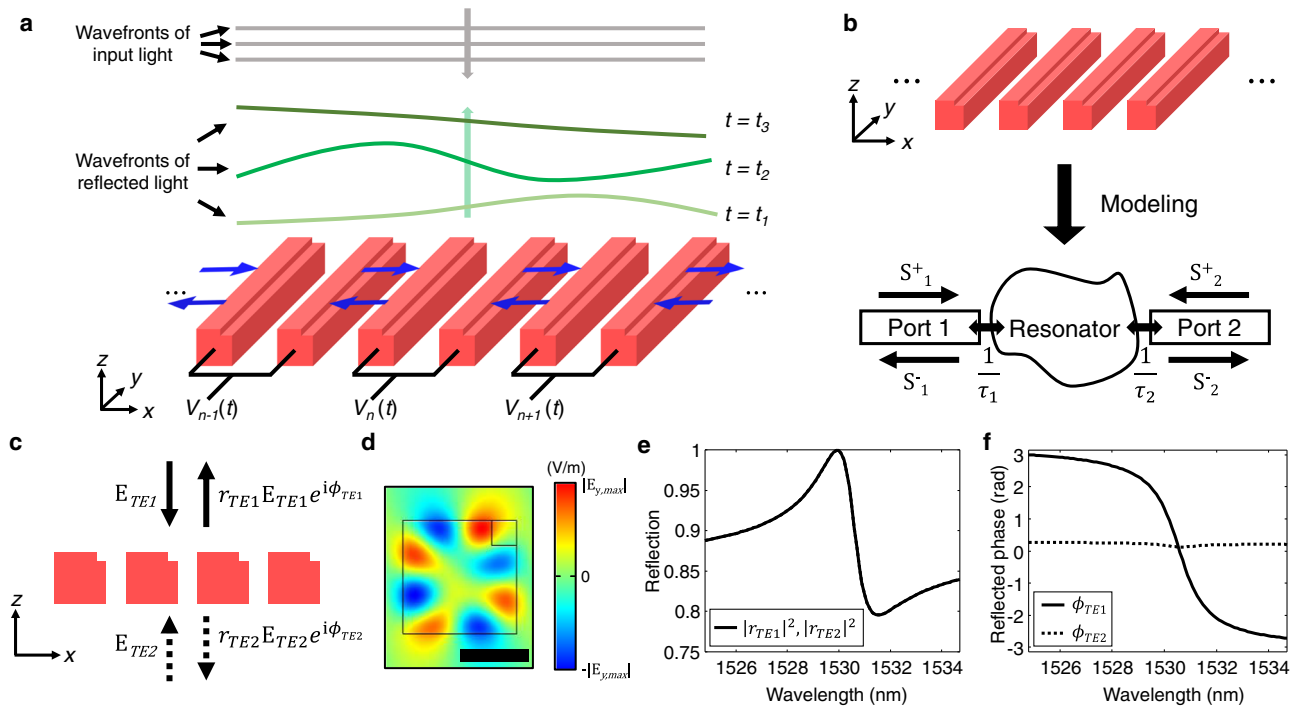 a
Wavefronts of
input light
Wavefronts of
reflected light
t = t3
t = t2
t = t1
...
...
z
y
x
Vn-1(t)
Vn(t)
Vn+1(t)
b
...
...
z
y
x
Modeling
S+1
S+2
Port 1
Resonator
Port 2
S-1
1/τ1
1/τ2
S-2
c
ETE1
rTE1ETE1e^iϕTE1
z
x
ETE2
rTE2ETE2e^iϕTE2
d
(V/m)
|Ey,max|
0
-|Ey,max|
e
Reflection
1
0.95
0.9
0.85
0.8
0.75
|rTE1|², |rTE2|²
1526 1528 1530 1532 1534
Wavelength (nm)
f
Reflected phase (rad)
3
2
1
0
-1
-2
-3
ϕTE1
ϕTE2
1526 1528 1530 1532 1534
Wavelength (nm)